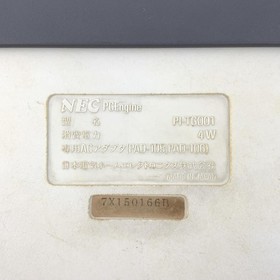 NEC PC Engine
型名 PI-TG001
消費電力 4W
専用ACアダプタ(PAD-105,PAD-106)
日本電気ホームエレクトロニクス株式会社
7X150166D